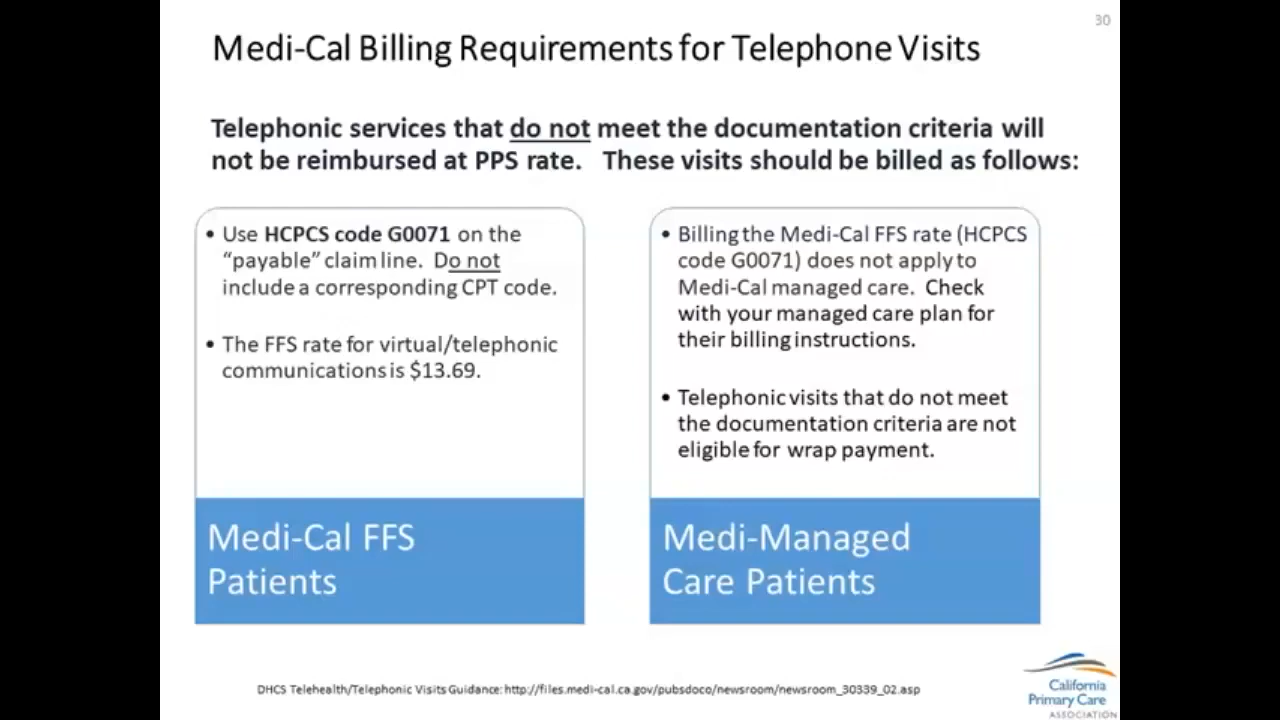 30
Medi-Cal Billing Requirements for Telephone Visits
Telephonic services that do not meet the documentation criteria will
not be reimbursed at PPS rate. These visits should be billed as follows:
• Use HCPCS code G0071 on the
“payable” claim line. Do not
include a corresponding CPT code.
• The FFS rate for virtual/telephonic
communications is $13.69.
Medi-Cal FFS
Patients
• Billing the Medi-Cal FFS rate (HCPCS
code G0071) does not apply to
Medi-Cal managed care. Check
with your managed care plan for
their billing instructions.
• Telephonic visits that do not meet
the documentation criteria are not
eligible for wrap payment.
Medi-Managed
Care Patients
DHCS Telehealth/Telephonic Visits Guidance: http://files.medi-cal.ca.gov/pubsdoco/newsroom/newsroom_30339_02.asp
California
Primary Care
ASSOCIATION